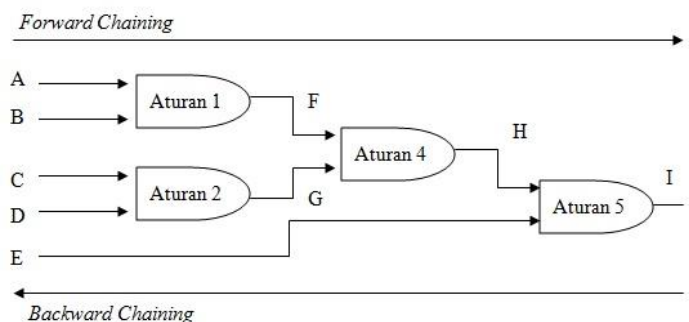 Forward Chaining
A
B
Aturan 1
F
C
D
Aturan 2
G
Aturan 4
H
E
Aturan 5
I
Backward Chaining